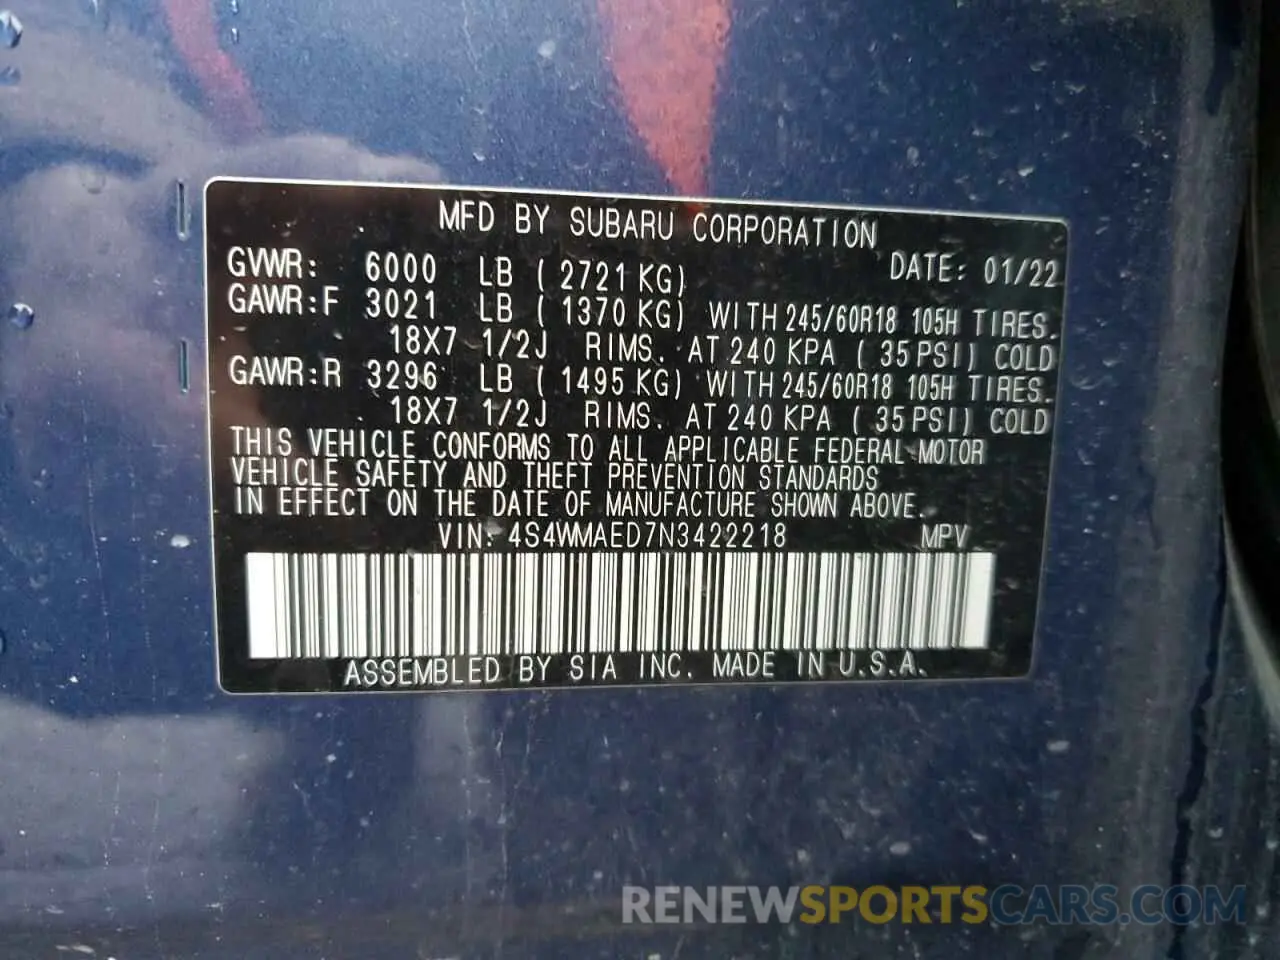 MFD BY SUBARU CORPORATION
GVWR: 6000 LB ( 2721 KG) DATE: 01/22
GAWR:F 3021 LB ( 1370 KG) WITH 245/60R18 105H TIRES.
18X7 1/2J RIMS. AT 240 KPA ( 35 PSI) COLD
GAWR:R 3296 LB ( 1495 KG) WITH 245/60R18 105H TIRES.
18X7 1/2J RIMS. AT 240 KPA ( 35 PSI) COLD
THIS VEHICLE CONFORMS TO ALL APPLICABLE FEDERAL MOTOR
VEHICLE SAFETY AND THEFT PREVENTION STANDARDS
IN EFFECT ON THE DATE OF MANUFACTURE SHOWN ABOVE.
VIN: 4S4WMAED7N3422218 MPV
ASSEMBLED BY SIA INC. MADE IN U.S.A.
RENEWSPORTSCARS.COM